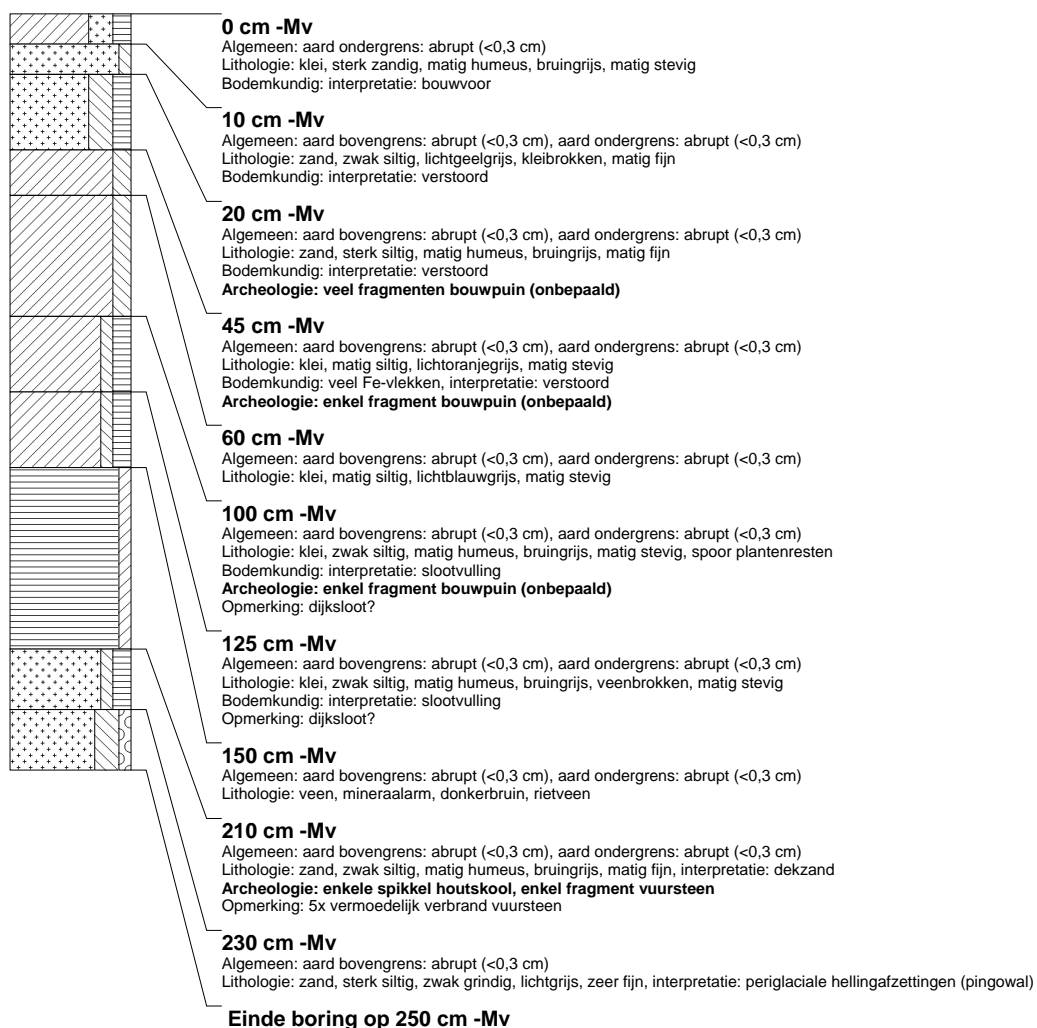 0 cm -Mv
Algemeen: aard ondergrens: abrupt (<0,3 cm)
Lithologie: klei, sterk zandig, matig humeus, bruingrijs, matig stevig
Bodemkundig: interpretatie: bouwvoor
10 cm -Mv
Algemeen: aard bovengrens: abrupt (<0,3 cm), aard ondergrens: abrupt (<0,3 cm)
Lithologie: zand, zwak siltig, lichtgeelgrijs, kleibrokken, matig fijn
Bodemkundig: interpretatie: verstoord
20 cm -Mv
Algemeen: aard bovengrens: abrupt (<0,3 cm), aard ondergrens: abrupt (<0,3 cm)
Lithologie: zand, sterk siltig, matig humeus, bruingrijs, matig fijn
Bodemkundig: interpretatie: verstoord
Archeologie: veel fragmenten bouwpuin (onbepaald)
45 cm -Mv
Algemeen: aard bovengrens: abrupt (<0,3 cm), aard ondergrens: abrupt (<0,3 cm)
Lithologie: klei, matig siltig, lichtoranjegrijs, matig stevig
Bodemkundig: veel Fe-vlekken, interpretatie: verstoord
Archeologie: enkel fragment bouwpuin (onbepaald)
60 cm -Mv
Algemeen: aard bovengrens: abrupt (<0,3 cm), aard ondergrens: abrupt (<0,3 cm)
Lithologie: klei, matig siltig, lichtblauwgrijs, matig stevig
100 cm -Mv
Algemeen: aard bovengrens: abrupt (<0,3 cm), aard ondergrens: abrupt (<0,3 cm)
Lithologie: klei, zwak siltig, matig humeus, bruingrijs, matig stevig, spoor plantenresten
Bodemkundig: interpretatie: slootvulling
Archeologie: enkel fragment bouwpuin (onbepaald)
Opmerking: dijksloot?
125 cm -Mv
Algemeen: aard bovengrens: abrupt (<0,3 cm), aard ondergrens: abrupt (<0,3 cm)
Lithologie: klei, zwak siltig, matig humeus, bruingrijs, veenbrokken, matig stevig
Bodemkundig: interpretatie: slootvulling
Opmerking: dijksloot?
150 cm -Mv
Algemeen: aard bovengrens: abrupt (<0,3 cm), aard ondergrens: abrupt (<0,3 cm)
Lithologie: veen, mineraalarm, donkerbruin, rietveen
210 cm -Mv
Algemeen: aard bovengrens: abrupt (<0,3 cm), aard ondergrens: abrupt (<0,3 cm)
Lithologie: zand, zwak siltig, matig humeus, bruingrijs, matig fijn, interpretatie: dekzand
Archeologie: enkele spikkel houtskool, enkel fragment vuursteen
Opmerking: 5x vermoedelijk verbrand vuursteen
230 cm -Mv
Algemeen: aard bovengrens: abrupt (<0,3 cm)
Lithologie: zand, sterk siltig, zwak grindig, lichtgrijs, zeer fijn, interpretatie: periglaciale hellingafzettingen (pingowal)
Einde boring op 250 cm -Mv